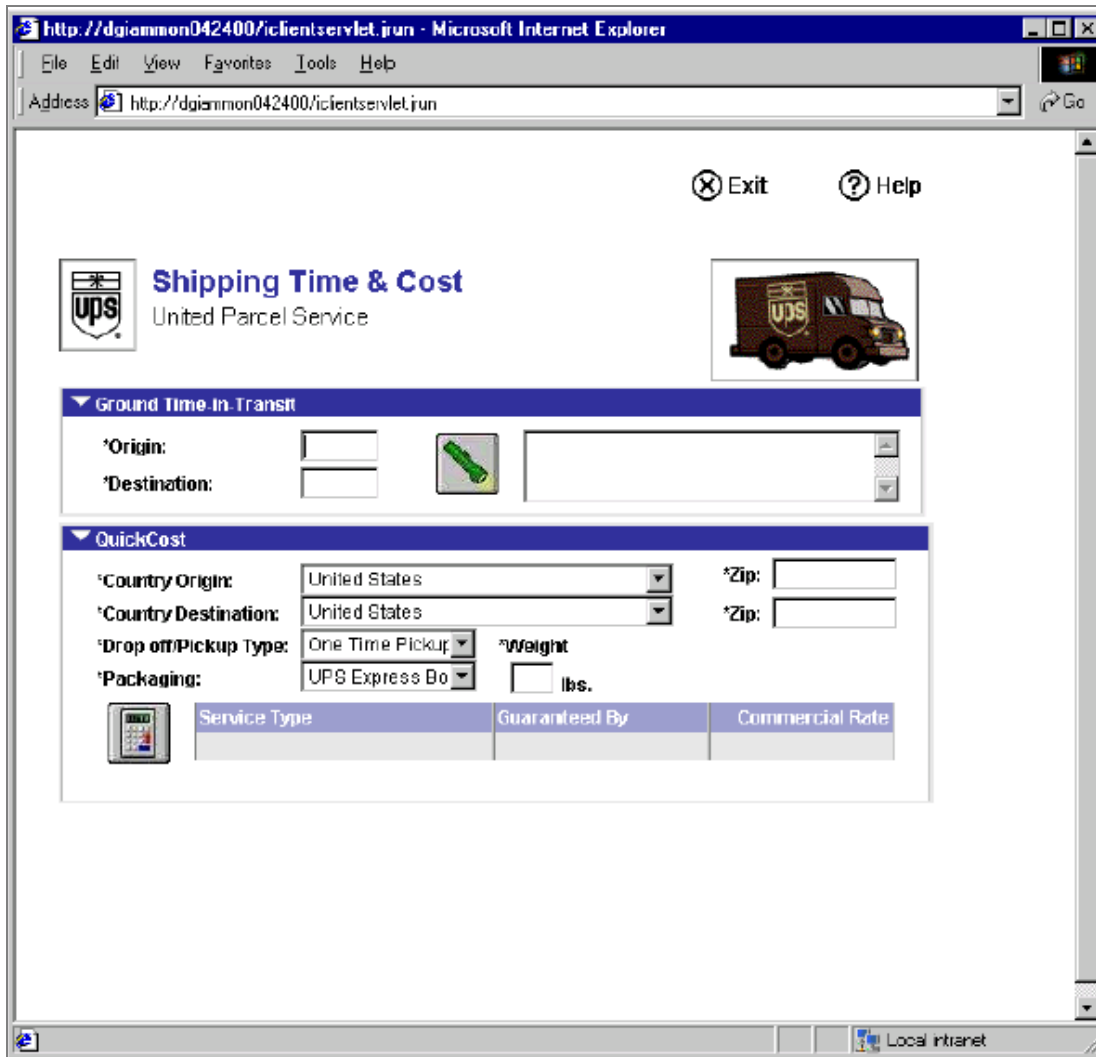 http://dgiammon042400/iclientservlet.jrun - Microsoft Internet Explorer
File Edit View Favorites Tools Help
Address http://dgiammon042400/iclientservlet.jrun Go
Exit Help
ups Shipping Time & Cost
United Parcel Service
ups
Ground Time-in-Transit
*Origin:
*Destination:
QuickCost
*Country Origin: United States *Zip:
*Country Destination: United States *Zip:
*Drop off/Pickup Type: One Time Pickup *Weight
*Packaging: UPS Express Bo lbs.
Service Type Guaranteed By Commercial Rate
Local intranet